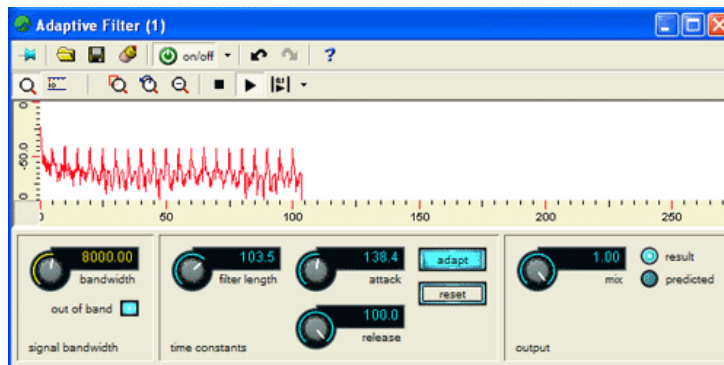 Adaptive Filter (1)
on/off
?
0
-50.0
0 50 100 150 200 250
8000.00
bandwidth
out of band
signal bandwidth
103.5
filter length
138.4
attack
100.0
release
adapt
reset
time constants
1.00
mix
result
predicted
output